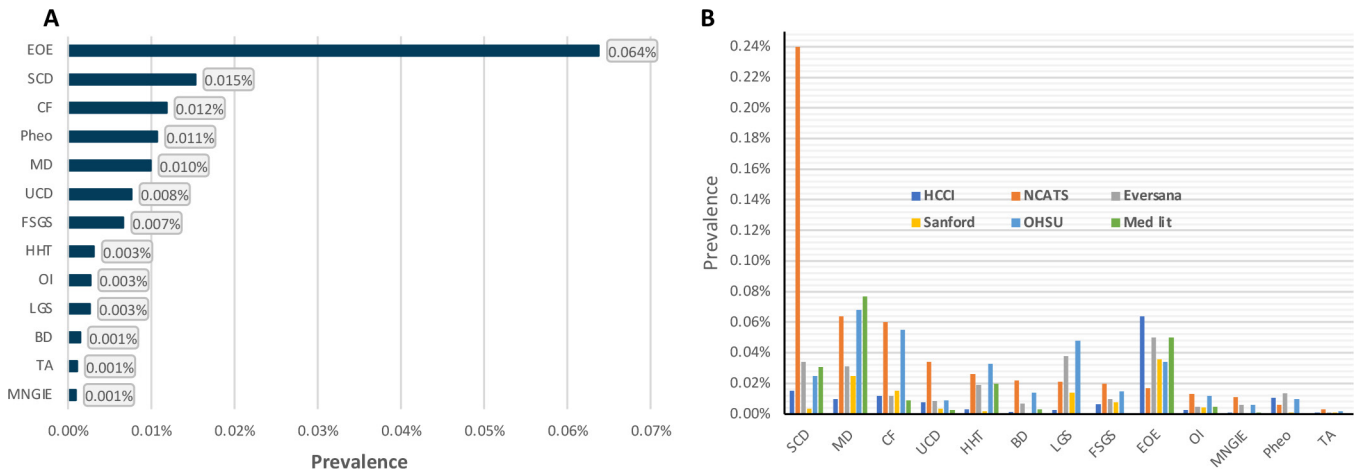 A
EOE
0.064%
SCD
0.015%
CF
0.012%
Pheo
0.011%
MD
0.010%
UCD
0.008%
FSGS
0.007%
HHT
0.003%
OI
0.003%
LGS
0.003%
BD
0.001%
TA
0.001%
MNGIE
0.001%
0.00% 0.01% 0.02% 0.03% 0.04% 0.05% 0.06% 0.07%
Prevalence
B
0.24%
0.22%
0.20%
0.18%
0.16%
0.14%
0.12%
0.10%
0.08%
0.06%
0.04%
0.02%
0.00%
Prevalence
HCCI NCATS Eversana
Sanford OHSU Med lit
SCD MD CF UCD HHT BD LGS FSGS EOE OI MNGIE Pheo TA